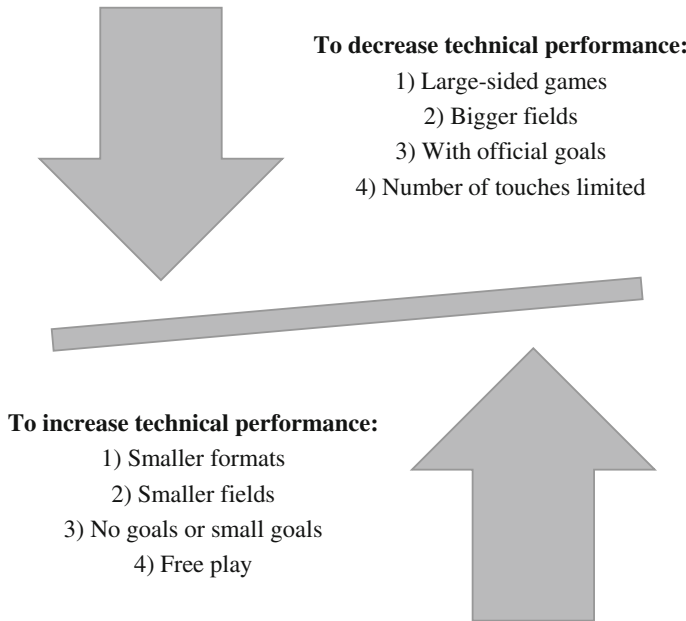 To decrease technical performance:
1) Large-sided games
2) Bigger fields
3) With official goals
4) Number of touches limited
To increase technical performance:
1) Smaller formats
2) Smaller fields
3) No goals or small goals
4) Free play